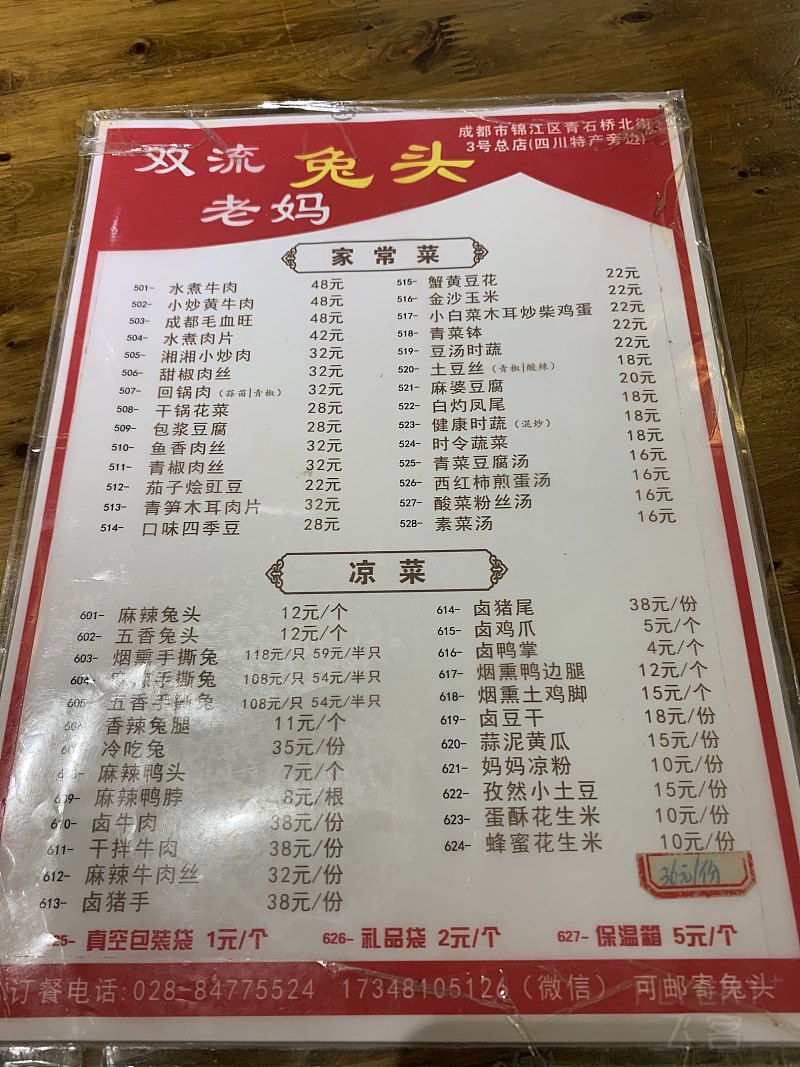 成都市锦江区青石桥北街
3号总店(四川特产旁边)
双流
老妈
兔头
家常菜
501- 水煮牛肉 48元
502- 小炒黄牛肉 48元
503- 成都毛血旺 48元
504- 水煮肉片 42元
505- 湘湘小炒肉 32元
506- 甜椒肉丝 32元
507- 回锅肉(蒜苗|青椒) 32元
508- 干锅花菜 28元
509- 包浆豆腐 28元
510- 鱼香肉丝 32元
511- 青椒肉丝 32元
512- 茄子烩豇豆 22元
513- 青笋木耳肉片 32元
514- 口味四季豆 28元
515- 蟹黄豆花 22元
516- 金沙玉米 22元
517- 小白菜木耳炒柴鸡蛋 22元
518- 青菜钵 22元
519- 豆汤时蔬 22元
520- 土豆丝(青椒|酸辣) 18元
521- 麻婆豆腐 20元
522- 白灼凤尾 18元
523- 健康时蔬(混炒) 18元
524- 时令蔬菜 18元
525- 青菜豆腐汤 16元
526- 西红柿煎蛋汤 16元
527- 酸菜粉丝汤 16元
528- 素菜汤 16元
凉菜
601- 麻辣兔头 12元/个
602- 五香兔头 12元/个
603- 烟熏手撕兔 118元/只 59元/半只
604- 手撕兔 108元/只 54元/半只
605- 五香手撕兔 108元/只 54元/半只
香辣兔腿 11元/个
冷吃兔 35元/份
麻辣鸭头 7元/个
609- 麻辣鸭脖 8元/根
610- 卤牛肉 38元/份
611- 干拌牛肉 38元/份
612- 麻辣牛肉丝 32元/份
613- 卤猪手 38元/份
614- 卤猪尾 38元/份
615- 卤鸡爪 5元/个
616- 卤鸭掌 4元/个
617- 烟熏鸭边腿 12元/个
618- 烟熏土鸡脚 15元/个
619- 卤豆干 18元/份
620- 蒜泥黄瓜 15元/份
621- 妈妈凉粉 10元/份
622- 孜然小土豆 15元/份
623- 蛋酥花生米 10元/份
624- 蜂蜜花生米 10元/份
36元/份
25- 真空包装袋 1元/个 626- 礼品袋 2元/个 627- 保温箱 5元/个
订餐电话:028-84775524 17348105124(微信) 可邮寄兔头